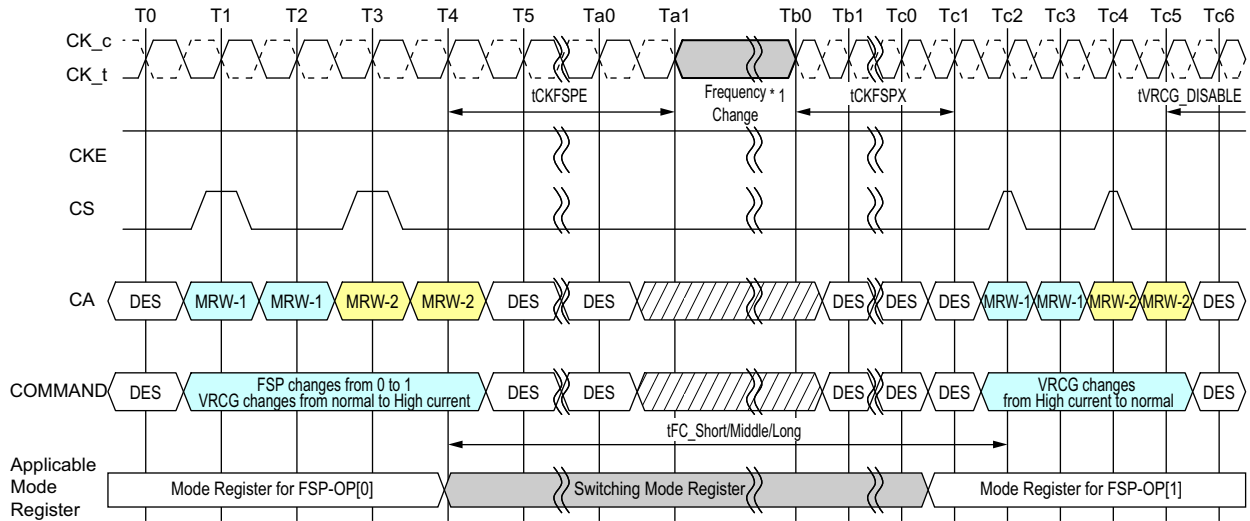 T0 T1 T2 T3 T4 T5 Ta0 Ta1 Tb0 Tb1 Tc0 Tc1 Tc2 Tc3 Tc4 Tc5 Tc6
CK_c
CK_t
tCKFSPE
Frequency * 1
Change
tCKFSPX
tVRCG_DISABLE
CKE
CS
CA DES MRW-1 MRW-1 MRW-2 MRW-2 DES DES DES DES DES MRW-1 MRW-1 MRW-2 MRW-2 DES
COMMAND DES
FSP changes from 0 to 1
VRCG changes from normal to High current
DES DES DES DES DES
VRCG changes
from High current to normal
DES
tFC_Short/Middle/Long
Applicable
Mode
Register
Mode Register for FSP-OP[0]
Switching Mode Register
Mode Register for FSP-OP[1]